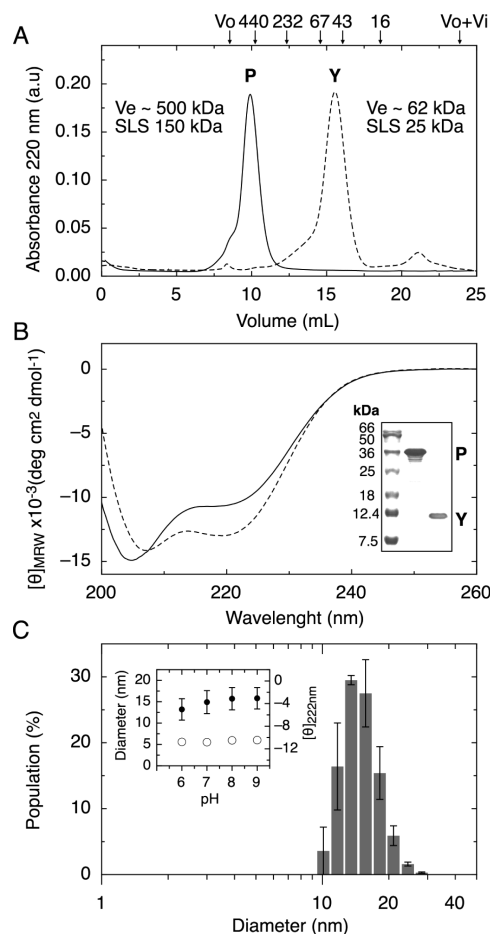 Vo 440 232 67 43 16 Vo+Vi
A
P Y
Ve ~ 500 kDa
SLS 150 kDa
Ve ~ 62 kDa
SLS 25 kDa
Absorbance 220 nm (a.u)
0.20
0.15
0.10
0.05
0.00
0 5 10 15 20 25
Volume (mL)
B
[θ]MRW x10-3(deg cm2 dmol-1)
0
−5
−10
−15
kDa
66
50
36
25
18
12.4
7.5
P
Y
200 220 240 260
Wavelenght (nm)
C
Population (%)
30
20
10
0
Diameter (nm)
20
15
10
5
0
0
−4
−8
−12
[θ]222nm
6 7 8 9
pH
1 10 20 40
Diameter (nm)